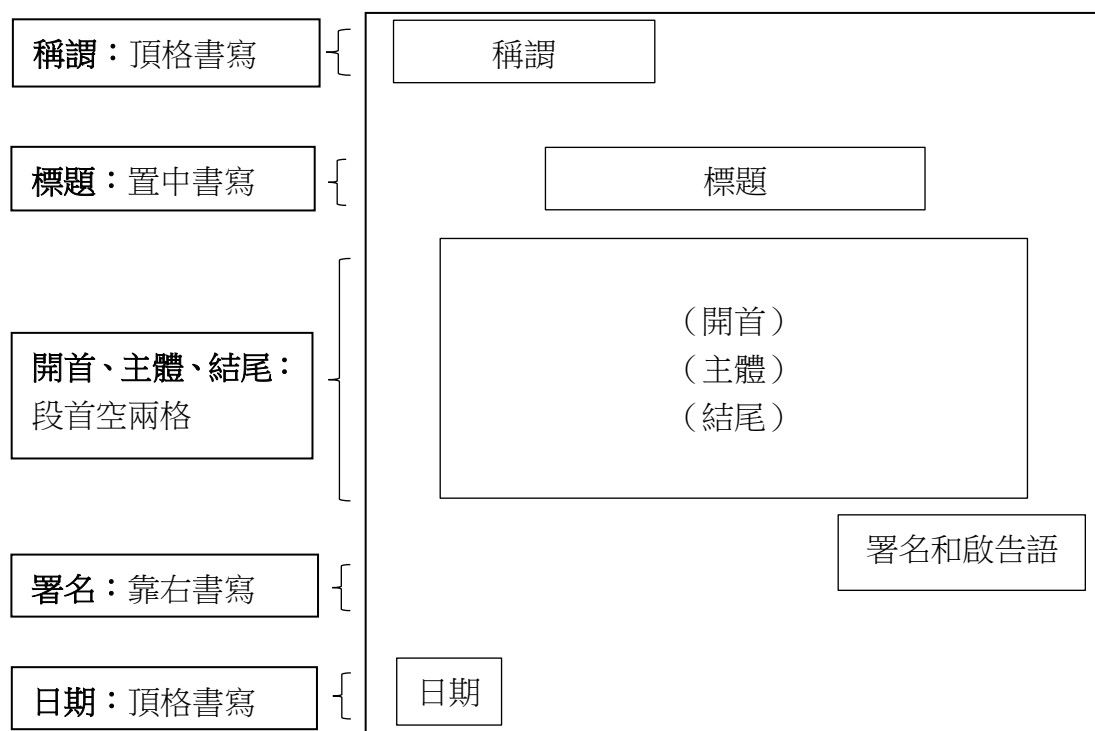 稱謂：頂格書寫
稱謂
標題：置中書寫
標題
（開首）
（主體）
（結尾）
開首、主體、結尾：
段首空兩格
署名和啟告語
署名：靠右書寫
日期：頂格書寫
日期